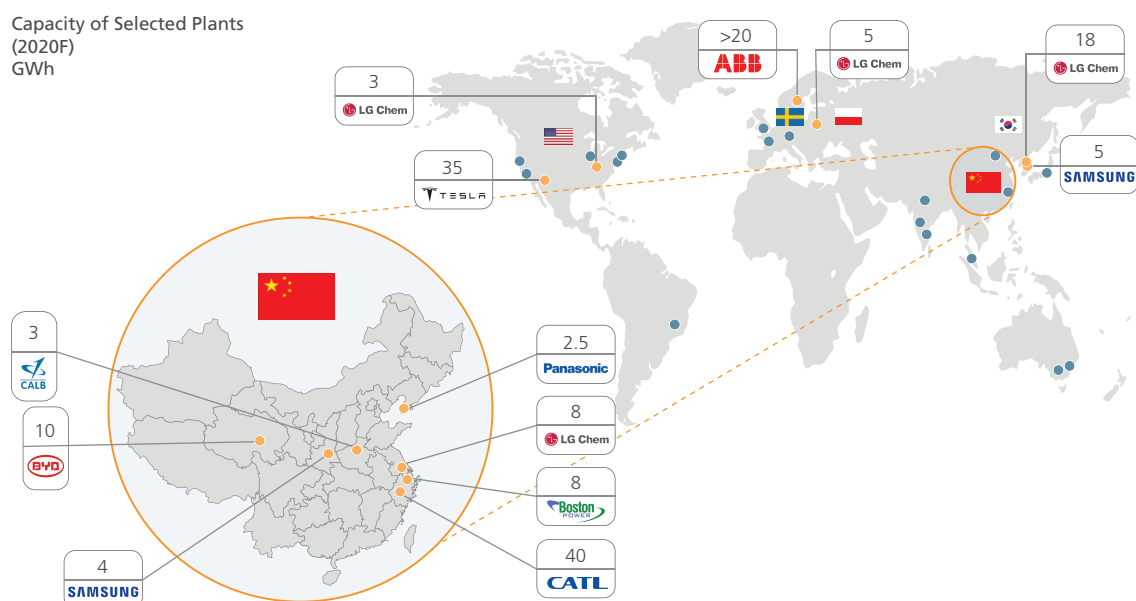 Capacity of Selected Plants
(2020F)
GWh
>20
ABB
5
LG Chem
18
LG Chem
3
LG Chem
35
TESLA
5
SAMSUNG
3
CALB
10
BYD
4
SAMSUNG
2.5
Panasonic
8
LG Chem
8
Boston
POWER
40
CATL